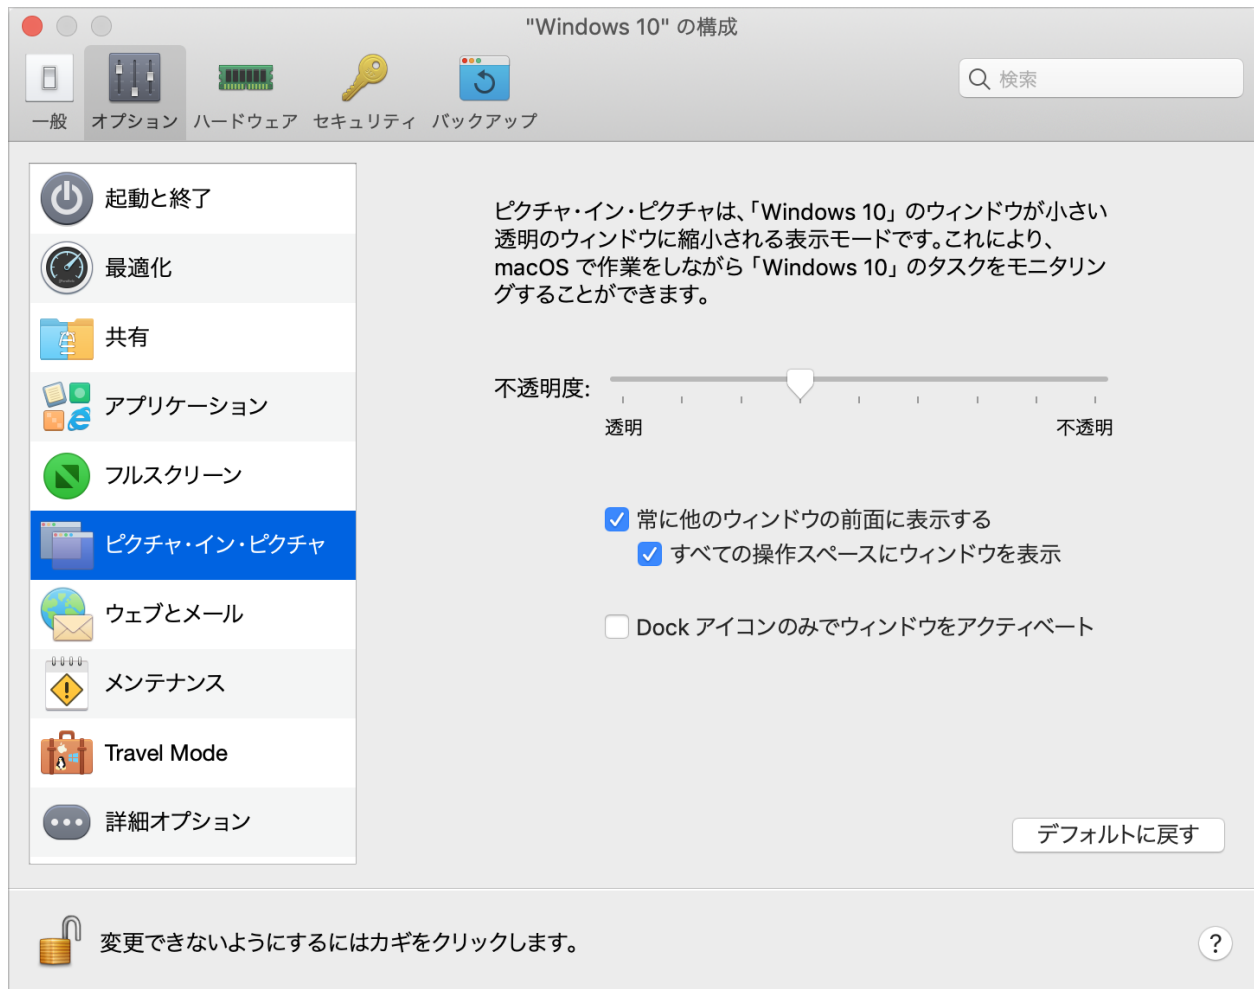 "Windows 10" の構成
一般
オプション
ハードウェア
セキュリティ
バックアップ
検索
起動と終了
最適化
共有
アプリケーション
フルスクリーン
ピクチャ・イン・ピクチャ
ウェブとメール
メンテナンス
Travel Mode
詳細オプション
ピクチャ・イン・ピクチャは、「Windows 10」のウィンドウが小さい
透明のウィンドウに縮小される表示モードです。これにより、
macOS で作業をしながら「Windows 10」のタスクをモニタリン
グすることができます。
不透明度:
透明
不透明
常に他のウィンドウの前面に表示する
すべての操作スペースにウィンドウを表示
Dock アイコンのみでウィンドウをアクティベート
デフォルトに戻す
変更できないようにするにはカギをクリックします。
?